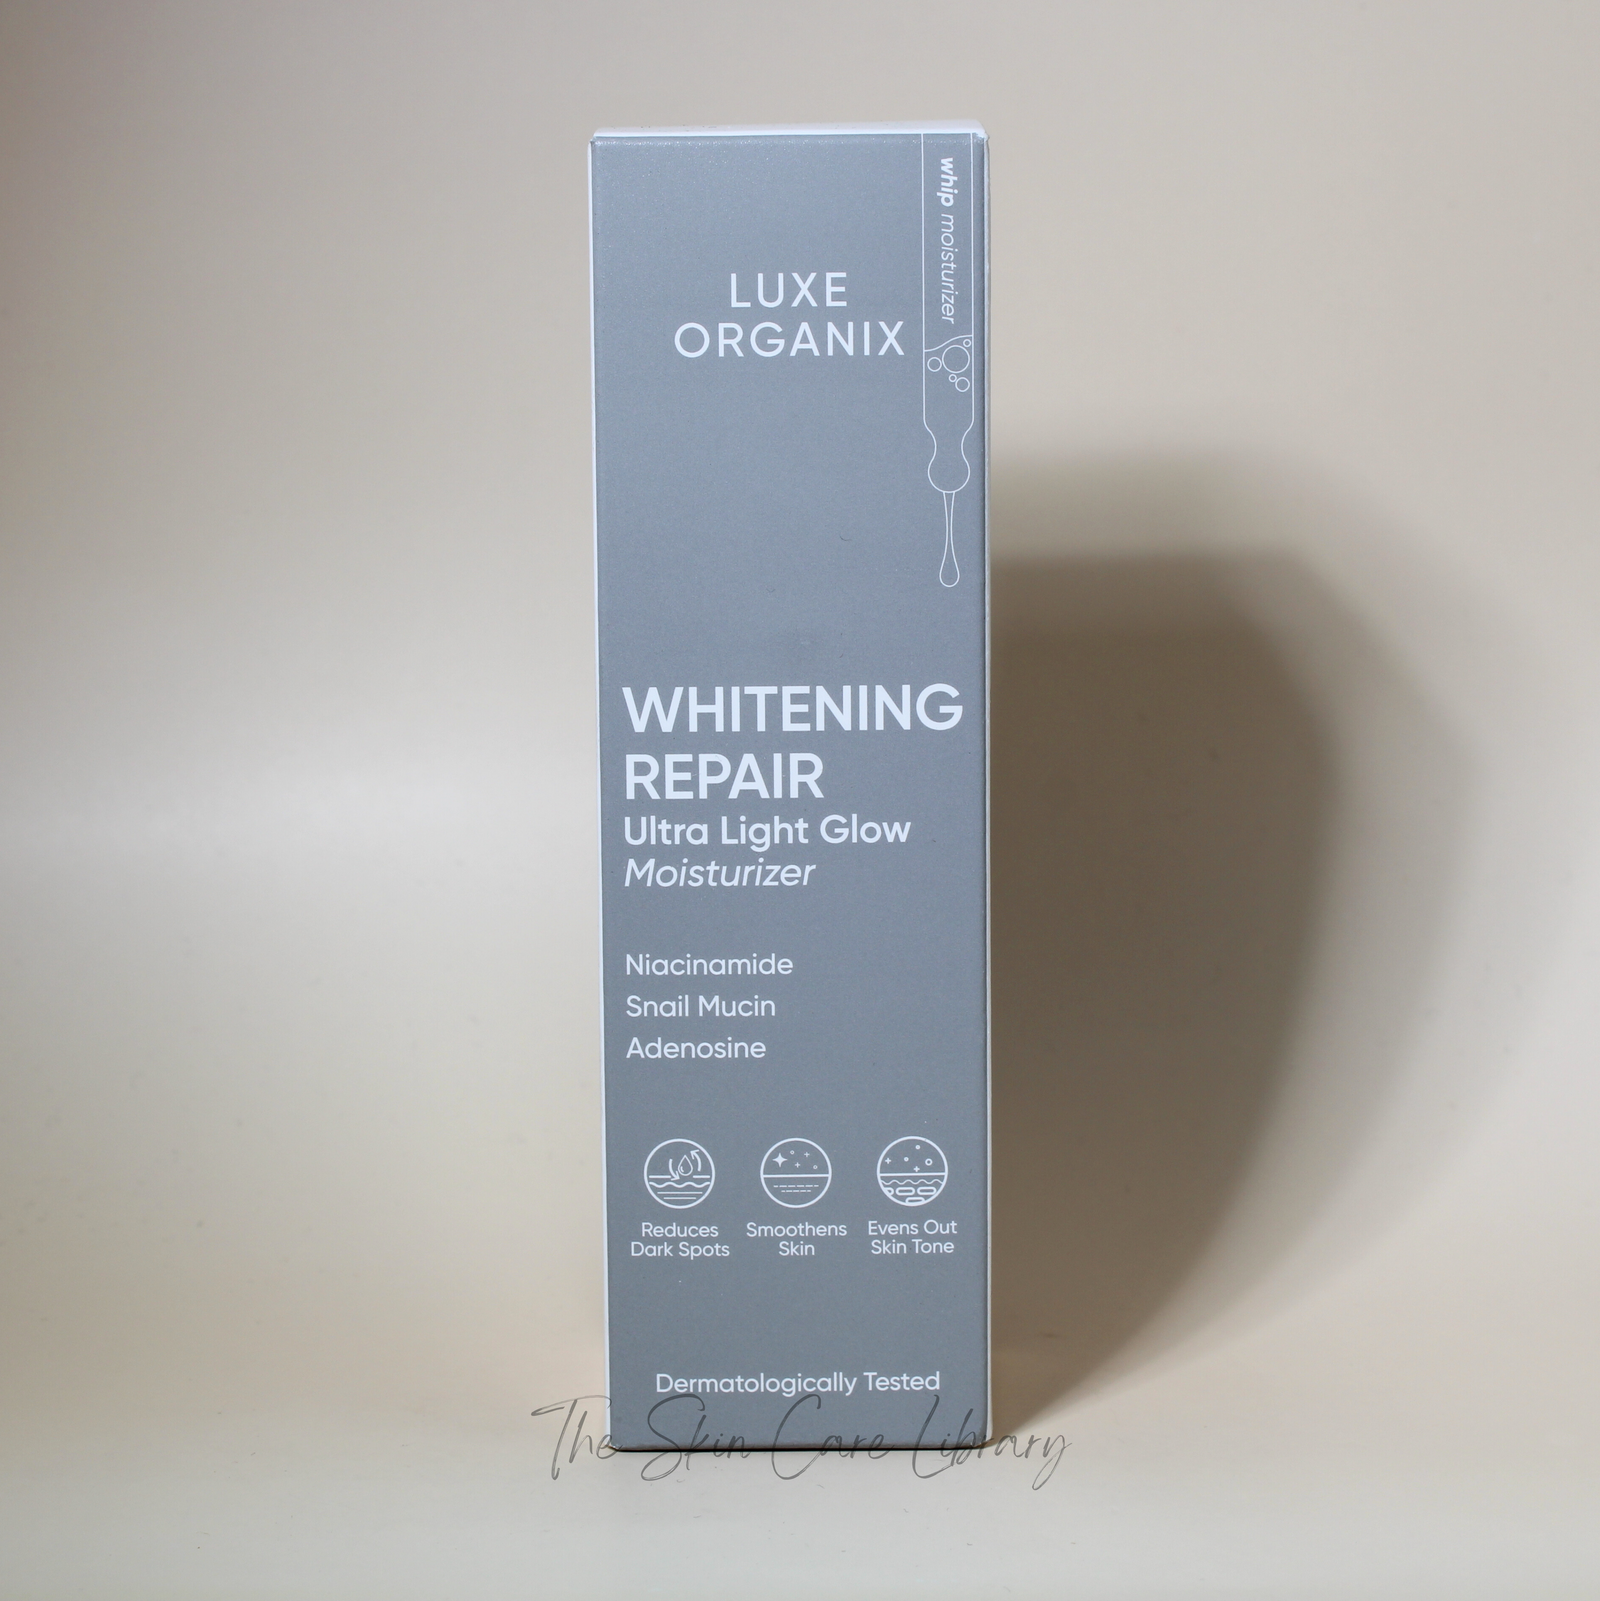 whip moisturizer
LUXE
ORGANIX
WHITENING
REPAIR
Ultra Light Glow
Moisturizer
Niacinamide
Snail Mucin
Adenosine
Reduces
Dark Spots
Smoothens
Skin
Evens Out
Skin Tone
Dermatologically Tested
The Skin Care Library